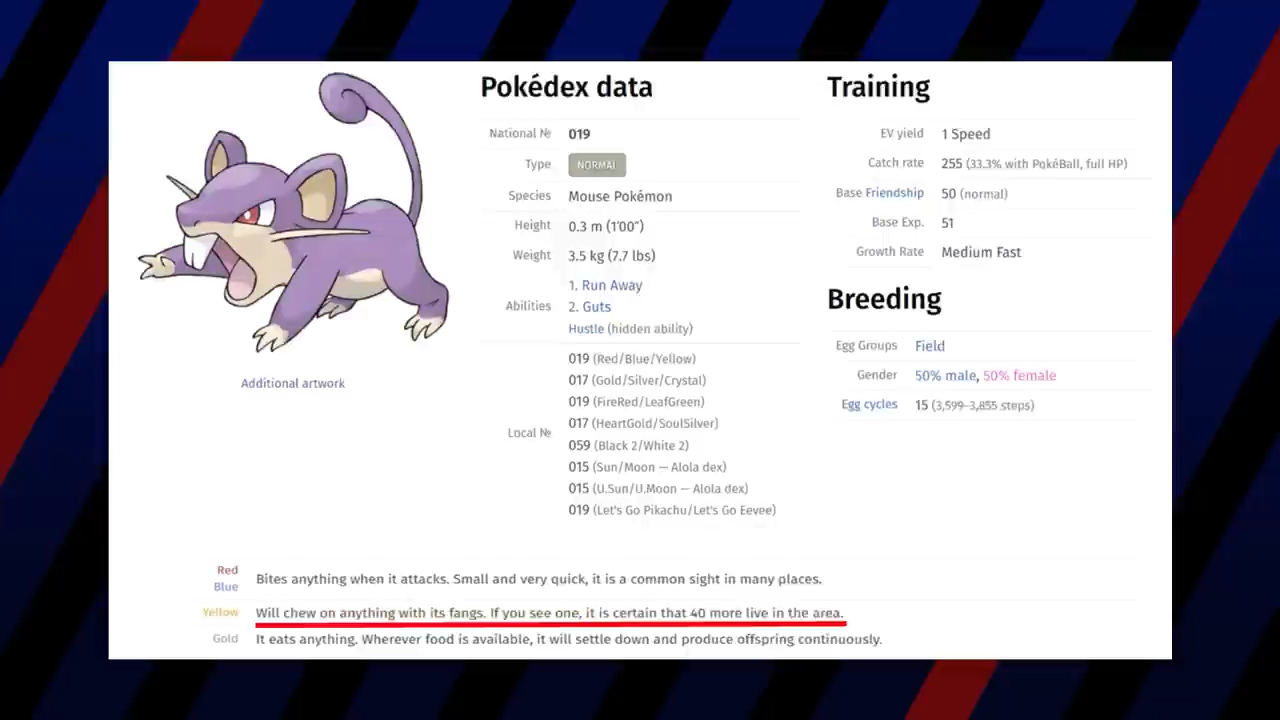 Additional artwork
Pokédex data
National № 019
Type NORMAL
Species Mouse Pokémon
Height 0.3 m (1'00″)
Weight 3.5 kg (7.7 lbs)
Abilities 1. Run Away
2. Guts
Hustle (hidden ability)
Local № 019 (Red/Blue/Yellow)
017 (Gold/Silver/Crystal)
019 (FireRed/LeafGreen)
017 (HeartGold/SoulSilver)
059 (Black 2/White 2)
015 (Sun/Moon — Alola dex)
015 (U.Sun/U.Moon — Alola dex)
019 (Let's Go Pikachu/Let's Go Eevee)
Training
EV yield 1 Speed
Catch rate 255 (33.3% with PokéBall, full HP)
Base Friendship 50 (normal)
Base Exp. 51
Growth Rate Medium Fast
Breeding
Egg Groups Field
Gender 50% male, 50% female
Egg cycles 15 (3,599–3,855 steps)
Red
Blue
Bites anything when it attacks. Small and very quick, it is a common sight in many places.
Yellow Will chew on anything with its fangs. If you see one, it is certain that 40 more live in the area.
Gold It eats anything. Wherever food is available, it will settle down and produce offspring continuously.